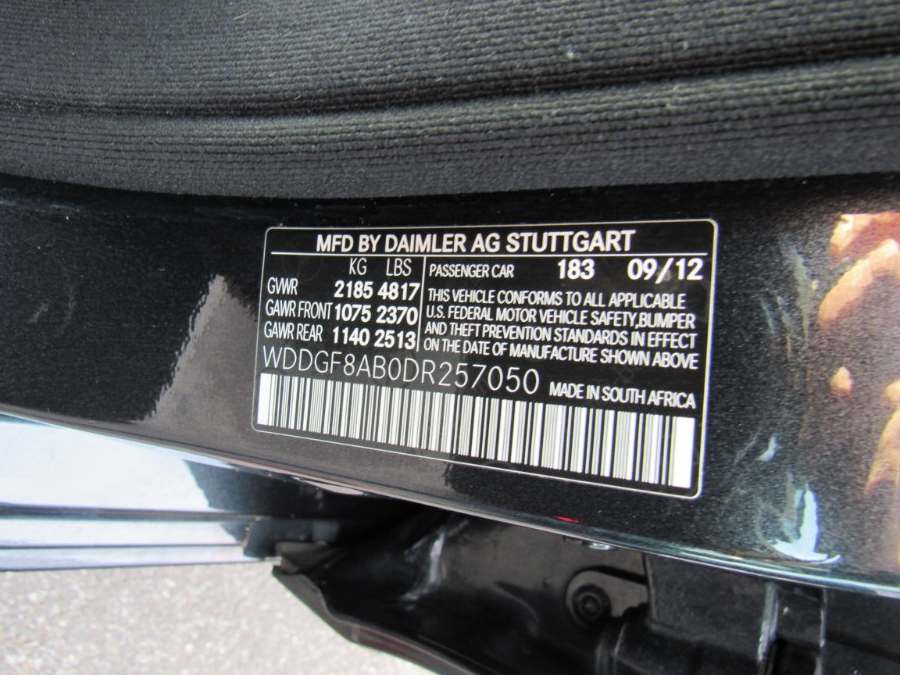 MFD BY DAIMLER AG STUTTGART
KG LBS
GVWR 2185 4817
GAWR FRONT 1075 2370
GAWR REAR 1140 2513
PASSENGER CAR 183 09/12
THIS VEHICLE CONFORMS TO ALL APPLICABLE
U.S. FEDERAL MOTOR VEHICLE SAFETY,BUMPER
AND THEFT PREVENTION STANDARDS IN EFFECT
ON THE DATE OF MANUFACTURE SHOWN ABOVE
WDDGF8AB0DR257050 MADE IN SOUTH AFRICA